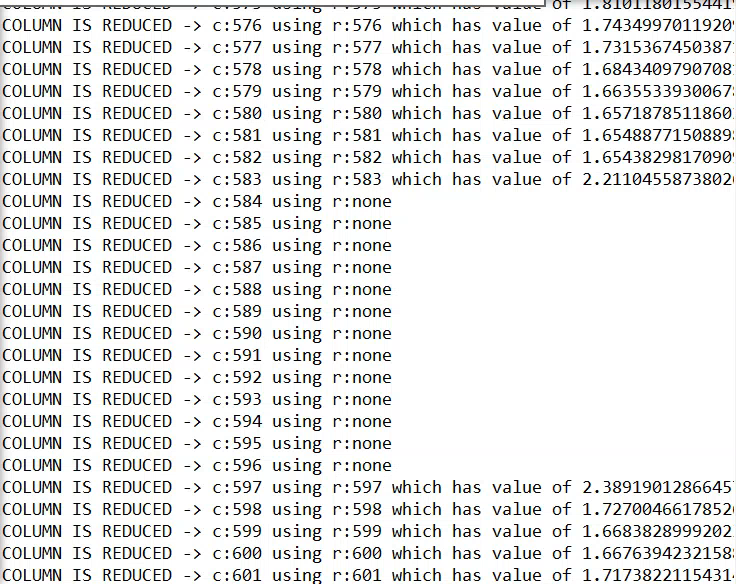 COLUMN IS REDUCED -> c:576 using r:576 which has value of 1.7434997011920
COLUMN IS REDUCED -> c:577 using r:577 which has value of 1.7315367450387
COLUMN IS REDUCED -> c:578 using r:578 which has value of 1.6843409790708
COLUMN IS REDUCED -> c:579 using r:579 which has value of 1.6635533930067
COLUMN IS REDUCED -> c:580 using r:580 which has value of 1.6571878511860
COLUMN IS REDUCED -> c:581 using r:581 which has value of 1.6548877150889
COLUMN IS REDUCED -> c:582 using r:582 which has value of 1.6543829817090
COLUMN IS REDUCED -> c:583 using r:583 which has value of 2.2110455873802
COLUMN IS REDUCED -> c:584 using r:none
COLUMN IS REDUCED -> c:585 using r:none
COLUMN IS REDUCED -> c:586 using r:none
COLUMN IS REDUCED -> c:587 using r:none
COLUMN IS REDUCED -> c:588 using r:none
COLUMN IS REDUCED -> c:589 using r:none
COLUMN IS REDUCED -> c:590 using r:none
COLUMN IS REDUCED -> c:591 using r:none
COLUMN IS REDUCED -> c:592 using r:none
COLUMN IS REDUCED -> c:593 using r:none
COLUMN IS REDUCED -> c:594 using r:none
COLUMN IS REDUCED -> c:595 using r:none
COLUMN IS REDUCED -> c:596 using r:none
COLUMN IS REDUCED -> c:597 using r:597 which has value of 2.3891901286645
COLUMN IS REDUCED -> c:598 using r:598 which has value of 1.7270046617852
COLUMN IS REDUCED -> c:599 using r:599 which has value of 1.6683828999202
COLUMN IS REDUCED -> c:600 using r:600 which has value of 1.6676394232158
COLUMN IS REDUCED -> c:601 using r:601 which has value of 1.7173822115431